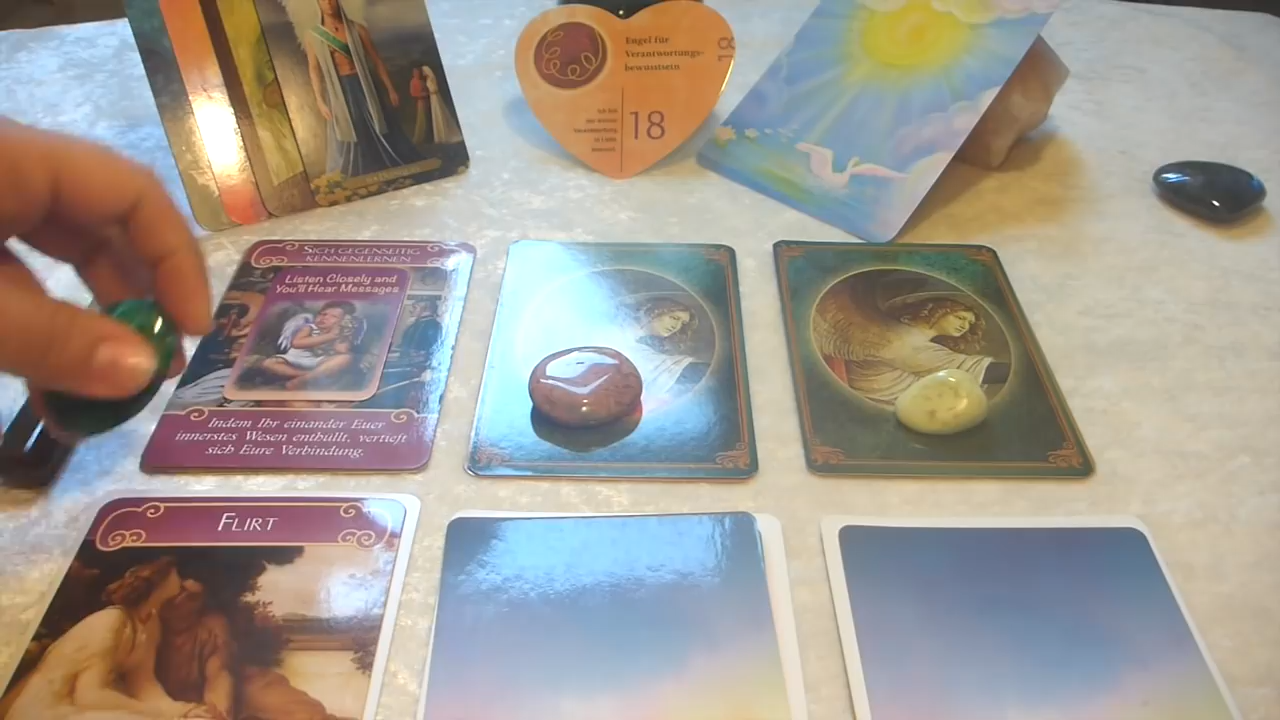 Engel für
Verantwortungs-
bewusstsein
18
18
SICH GEGENSEITIG
KENNENLERNEN
Listen Closely and
You'll Hear Messages
Indem Ihr einander Euer
innerstes Wesen enthüllt, vertieft
sich Eure Verbindung.
FLIRT